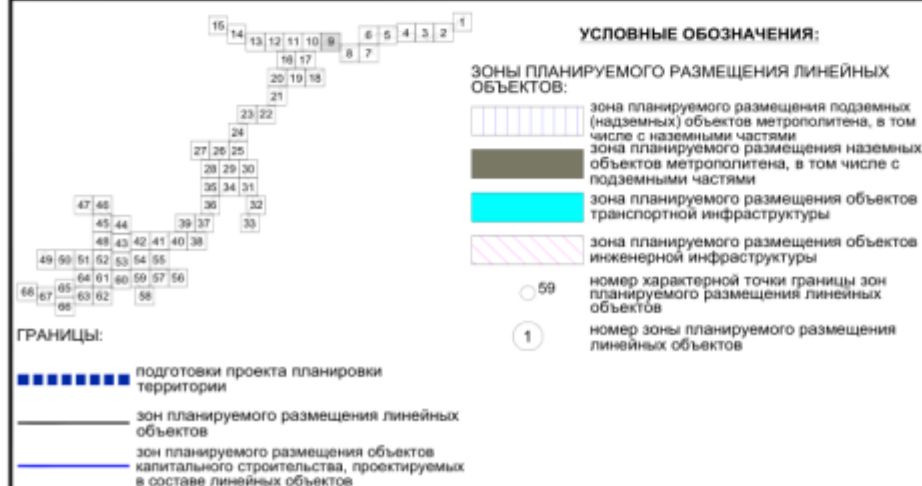 15 1
14 6 5 4 3 2
13 12 11 10 9
8 7
16 17
20 19 18
21
23 22
24
27 26 25
28 29 30
35 34 31
47 46 36 32
45 44 39 37 33
48 43 42 41 40 38
49 50 51 52 53 54 55
64 61 60 59 57 56
68 67 65 63 62 58
66
ГРАНИЦЫ:
подготовки проекта планировки
территории
зон планируемого размещения линейных
объектов
зон планируемого размещения объектов
капитального строительства, проектируемых
в составе линейных объектов
УСЛОВНЫЕ ОБОЗНАЧЕНИЯ:
ЗОНЫ ПЛАНИРУЕМОГО РАЗМЕЩЕНИЯ ЛИНЕЙНЫХ
ОБЪЕКТОВ:
зона планируемого размещения подземных
(надземных) объектов метрополитена, в том
числе с наземными частями
зона планируемого размещения наземных
объектов метрополитена, в том числе с
подземными частями
зона планируемого размещения объектов
транспортной инфраструктуры
зона планируемого размещения объектов
инженерной инфраструктуры
59 номер характерной точки границы зон
планируемого размещения линейных
объектов
1 номер зоны планируемого размещения
линейных объектов